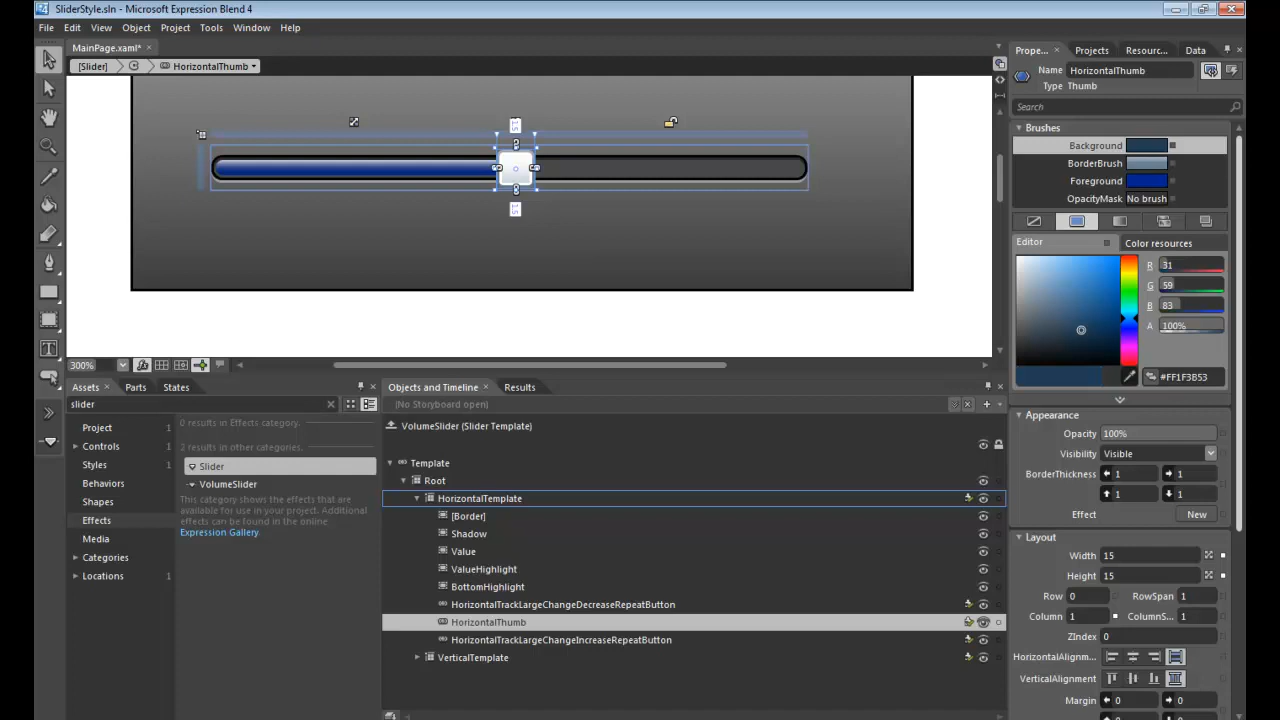 SliderStyle.sln - Microsoft Expression Blend 4
File Edit View Object Project Tools Window Help
MainPage.xaml* ×
[Slider] HorizontalThumb
15
15
300%
Assets × Parts States
slider
Project 1
Controls 1
Styles 2
Behaviors
Shapes
Effects
Media
Categories 1
Locations 1
0 results in Effects category.
2 results in other categories.
Slider
VolumeSlider
This category shows the effects that are
available for use in your project. Additional
effects can be found in the online
Expression Gallery.
Objects and Timeline × Results
(No Storyboard open)
VolumeSlider (Slider Template)
Template
Root
HorizontalTemplate
[Border]
Shadow
Value
ValueHighlight
BottomHighlight
HorizontalTrackLargeChangeDecreaseRepeatButton
HorizontalThumb
HorizontalTrackLargeChangeIncreaseRepeatButton
VerticalTemplate
Prope... × Projects Resourc... Data
Name HorizontalThumb
Type Thumb
Search
Brushes
Background
BorderBrush
Foreground
OpacityMask No brush
Editor Color resources
R 31
G 59
B 83
A 100%
#FF1F3B53
Appearance
Opacity 100%
Visibility Visible
BorderThickness 1 1
1 1
Effect New
Layout
Width 15
Height 15
Row 0 RowSpan 1
Column 1 ColumnS... 1
ZIndex 0
HorizontalAlignm...
VerticalAlignment
Margin 0 0